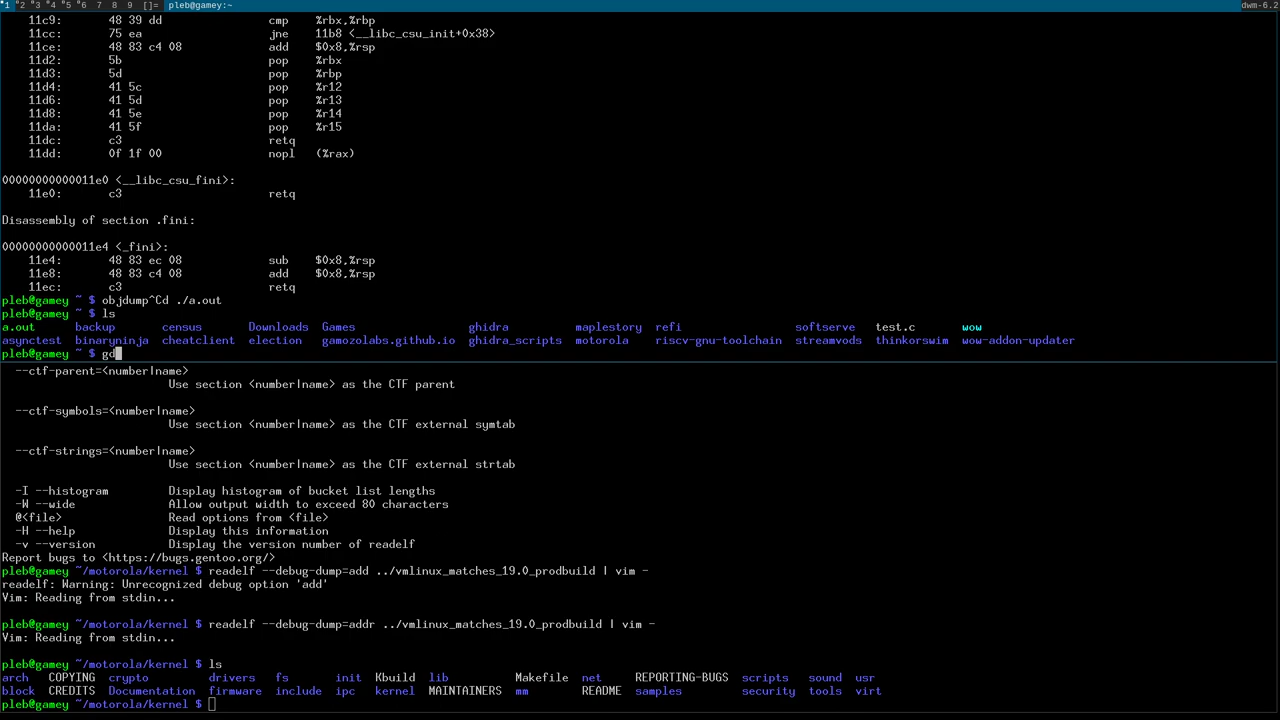 1 2 3 4 5 6 7 8 9 []= pleb@gamey:~ dwm-6.2
11c9: 48 39 dd cmp %rbx,%rbp
11cc: 75 ea jne 11b8 <__libc_csu_init+0x38>
11ce: 48 83 c4 08 add $0x8,%rsp
11d2: 5b pop %rbx
11d3: 5d pop %rbp
11d4: 41 5c pop %r12
11d6: 41 5d pop %r13
11d8: 41 5e pop %r14
11da: 41 5f pop %r15
11dc: c3 retq
11dd: 0f 1f 00 nopl (%rax)
00000000000011e0 <__libc_csu_fini>:
11e0: c3 retq
Disassembly of section .fini:
00000000000011e4 <_fini>:
11e4: 48 83 ec 08 sub $0x8,%rsp
11e8: 48 83 c4 08 add $0x8,%rsp
11ec: c3 retq
pleb@gamey ~ $ objdump^Cd ./a.out
pleb@gamey ~ $ ls
a.out backup census Downloads Games ghidra maplestory refi softserve test.c wow
asynctest binaryninja cheatclient election gamozolabs.github.io ghidra_scripts motorola riscv-gnu-toolchain streamvods thinkorswim wow-addon-updater
pleb@gamey ~ $ gd
--ctf-parent=<number|name>
Use section <number|name> as the CTF parent
--ctf-symbols=<number|name>
Use section <number|name> as the CTF external symtab
--ctf-strings=<number|name>
Use section <number|name> as the CTF external strtab
-I --histogram Display histogram of bucket list lengths
-W --wide Allow output width to exceed 80 characters
@<file> Read options from <file>
-H --help Display this information
-v --version Display the version number of readelf
Report bugs to <https://bugs.gentoo.org/>
pleb@gamey ~/motorola/kernel $ readelf --debug-dump=add ../vmlinux_matches_19.0_prodbuild | vim -
readelf: Warning: Unrecognized debug option 'add'
Vim: Reading from stdin...
pleb@gamey ~/motorola/kernel $ readelf --debug-dump=addr ../vmlinux_matches_19.0_prodbuild | vim -
Vim: Reading from stdin...
pleb@gamey ~/motorola/kernel $ ls
arch COPYING crypto drivers fs init Kbuild lib Makefile net REPORTING-BUGS scripts sound usr
block CREDITS Documentation firmware include ipc kernel MAINTAINERS mm README samples security tools virt
pleb@gamey ~/motorola/kernel $